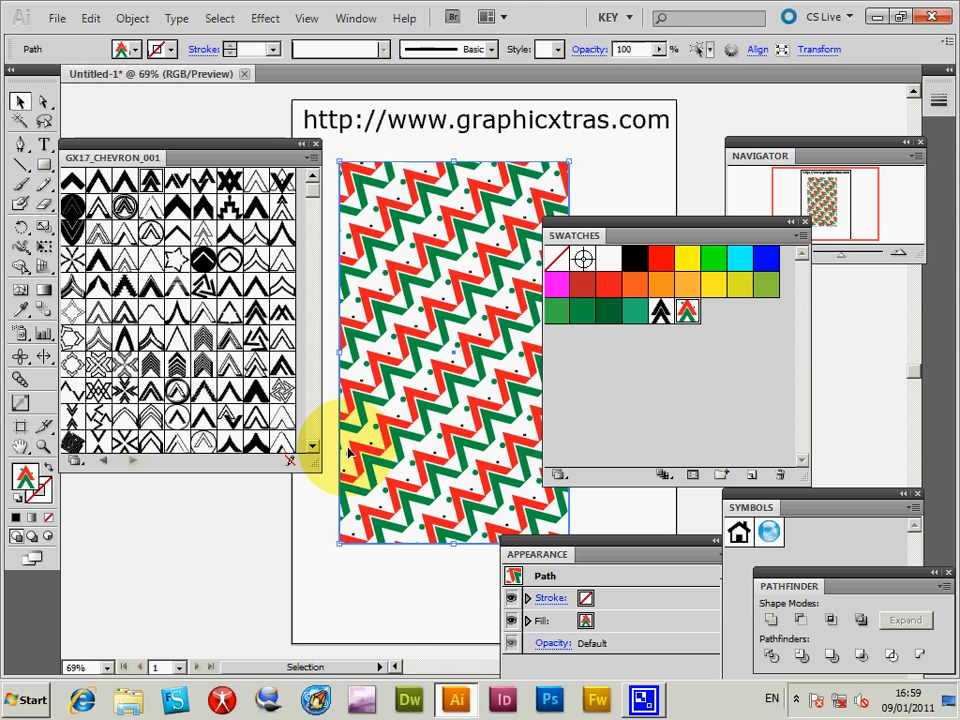 Ai File Edit Object Type Select Effect View Window Help Br KEY CS Live
Path Stroke: Basic Style: Opacity: 100 % Align Transform
Untitled-1* @ 69% (RGB/Preview)
http://www.graphicxtras.com
GX17_CHEVRON_001
NAVIGATOR
SWATCHES
SYMBOLS
APPEARANCE
Path
Stroke:
Fill:
Opacity: Default
PATHFINDER
Shape Modes:
Expand
Pathfinders:
69% 1 Selection
Start Dw Ai Id Ps Fw EN 16:59
09/01/2011